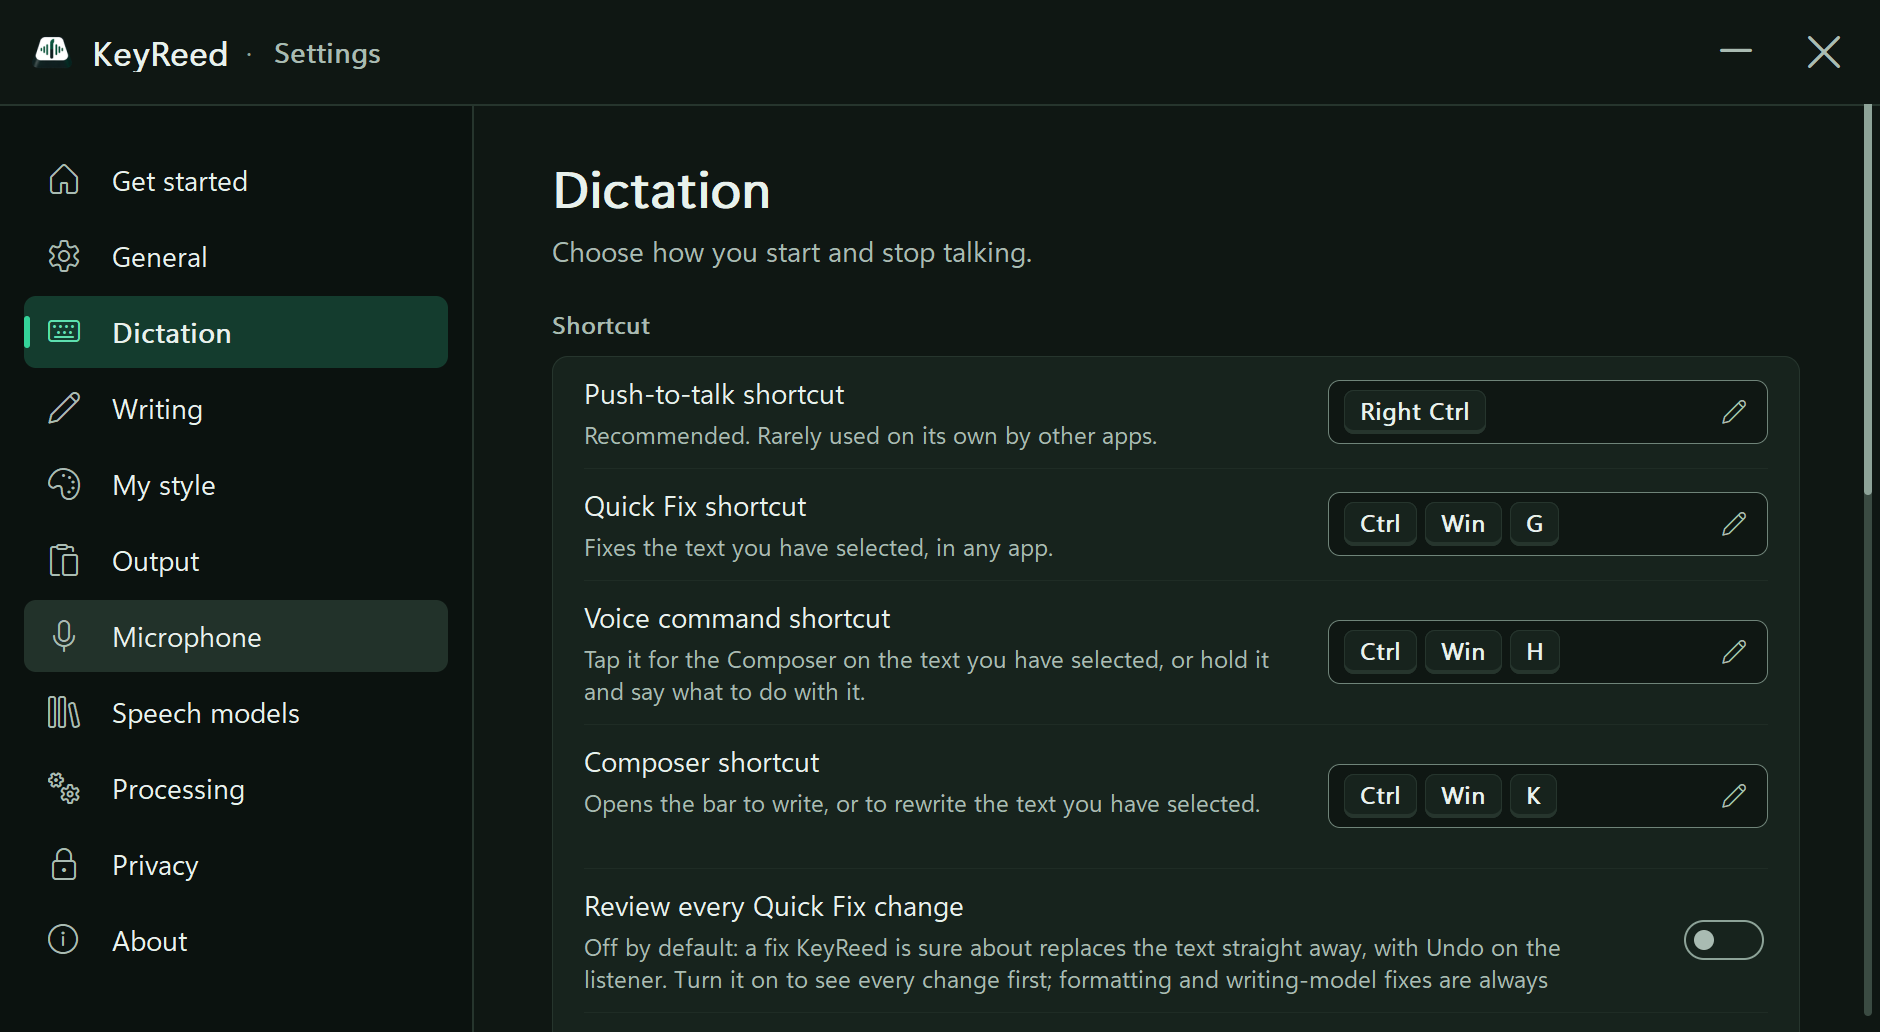 KeyReed · Settings
Get started
General
Dictation
Writing
My style
Output
Microphone
Speech models
Processing
Privacy
About
Dictation
Choose how you start and stop talking.
Shortcut
Push-to-talk shortcut
Recommended. Rarely used on its own by other apps.
Right Ctrl
Quick Fix shortcut
Fixes the text you have selected, in any app.
Ctrl Win G
Voice command shortcut
Tap it for the Composer on the text you have selected, or hold it
and say what to do with it.
Ctrl Win H
Composer shortcut
Opens the bar to write, or to rewrite the text you have selected.
Ctrl Win K
Review every Quick Fix change
Off by default: a fix KeyReed is sure about replaces the text straight away, with Undo on the
listener. Turn it on to see every change first; formatting and writing-model fixes are always